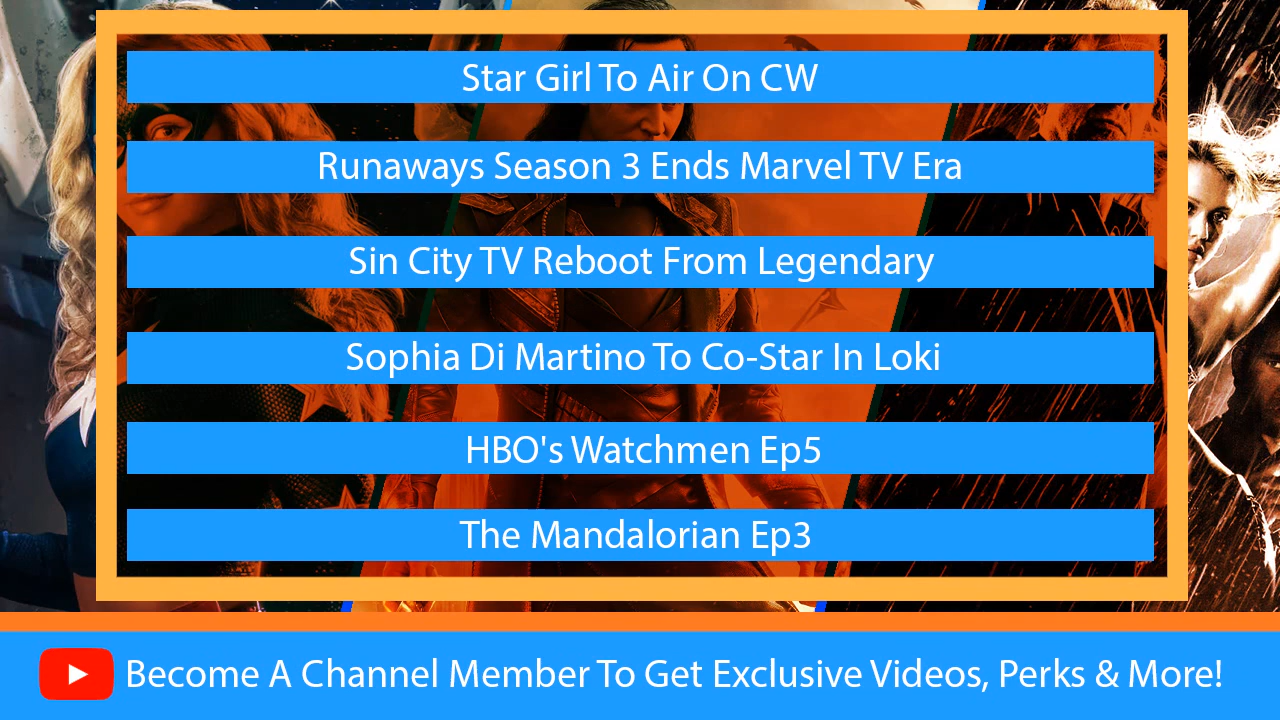 Star Girl To Air On CW
Runaways Season 3 Ends Marvel TV Era
Sin City TV Reboot From Legendary
Sophia Di Martino To Co-Star In Loki
HBO's Watchmen Ep5
The Mandalorian Ep3
Become A Channel Member To Get Exclusive Videos, Perks & More!